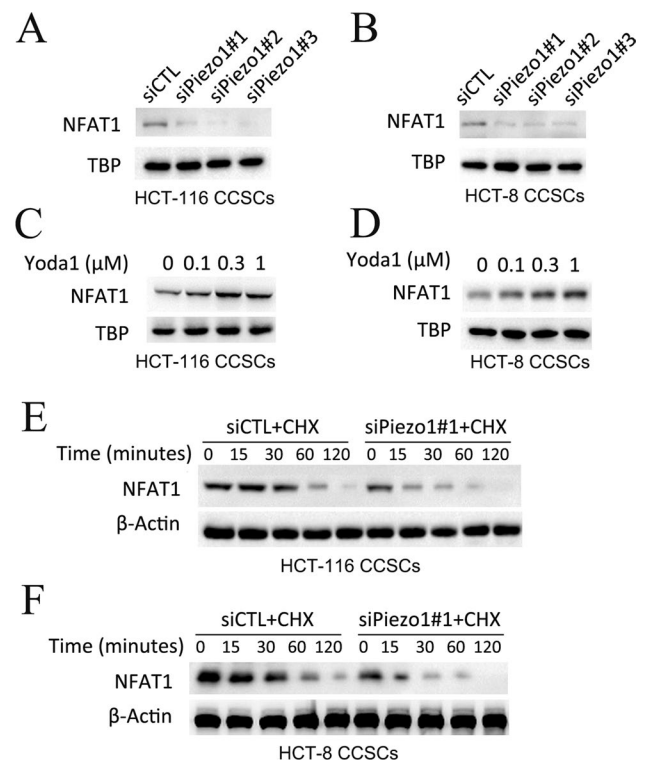 A
siCTL siPiezo1#1 siPiezo1#2 siPiezo1#3
NFAT1
TBP
HCT-116 CCSCs
B
siCTL siPiezo1#1 siPiezo1#2 siPiezo1#3
NFAT1
TBP
HCT-8 CCSCs
C
Yoda1 (μM) 0 0.1 0.3 1
NFAT1
TBP
HCT-116 CCSCs
D
Yoda1 (μM) 0 0.1 0.3 1
NFAT1
TBP
HCT-8 CCSCs
E
siCTL+CHX siPiezo1#1+CHX
Time (minutes) 0 15 30 60 120 0 15 30 60 120
NFAT1
β-Actin
HCT-116 CCSCs
F
siCTL+CHX siPiezo1#1+CHX
Time (minutes) 0 15 30 60 120 0 15 30 60 120
NFAT1
β-Actin
HCT-8 CCSCs